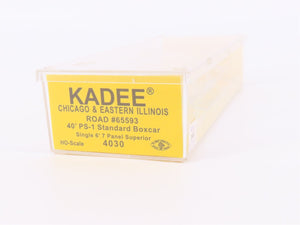 KADEE®
CHICAGO & EASTERN ILLINOIS
ROAD #65593
40' PS-1 Standard Boxcar
Single 6' 7 Panel Superior
HO-Scale 4030